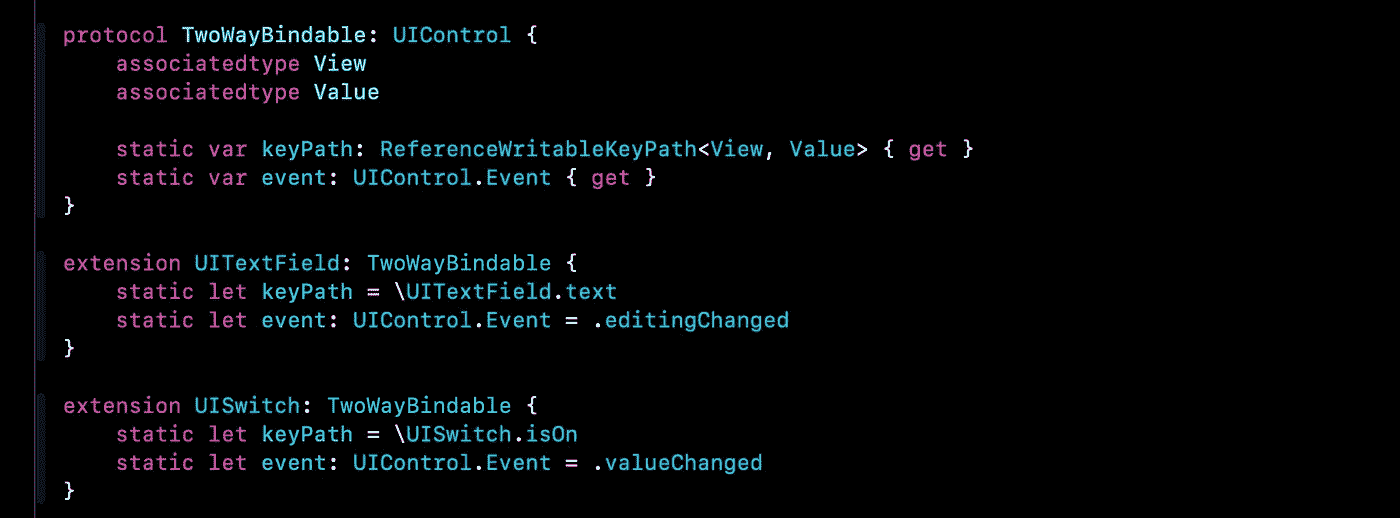 protocol TwoWayBindable: UIControl {
    associatedtype View
    associatedtype Value

    static var keyPath: ReferenceWritableKeyPath<View, Value> { get }
    static var event: UIControl.Event { get }
}

extension UITextField: TwoWayBindable {
    static let keyPath = \UITextField.text
    static let event: UIControl.Event = .editingChanged
}

extension UISwitch: TwoWayBindable {
    static let keyPath = \UISwitch.isOn
    static let event: UIControl.Event = .valueChanged
}